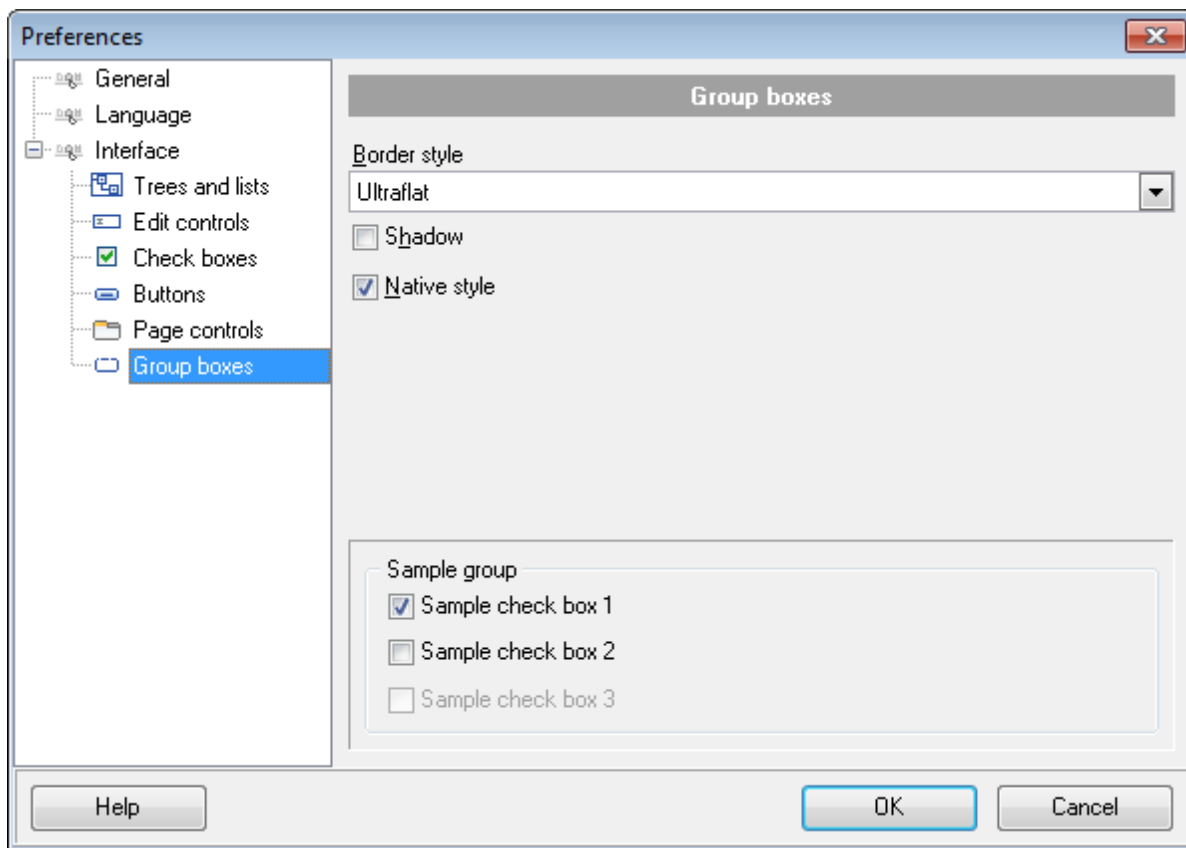 Preferences
General
Language
Interface
Trees and lists
Edit controls
Check boxes
Buttons
Page controls
Group boxes
Group boxes
Border style
Ultraflat
Shadow
Native style
Sample group
Sample check box 1
Sample check box 2
Sample check box 3
Help
OK
Cancel